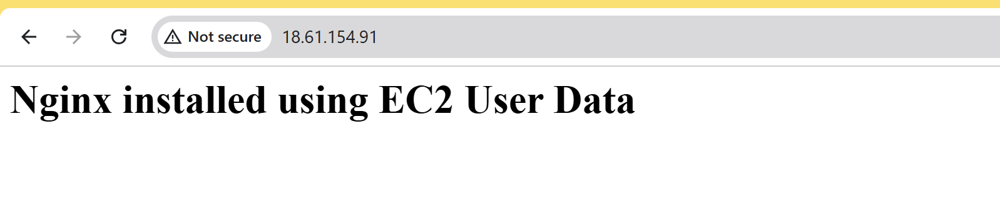 Not secure 18.61.154.91
Nginx installed using EC2 User Data